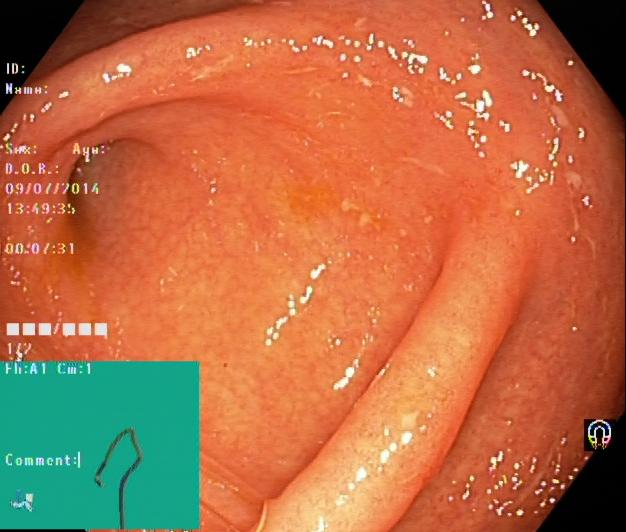 ID:
Name:
Sex: Age:
D.O.B.:
09/07/2014
13:49:35
00:07:31
1/2
Eh:A1 Cm:1
Comment: